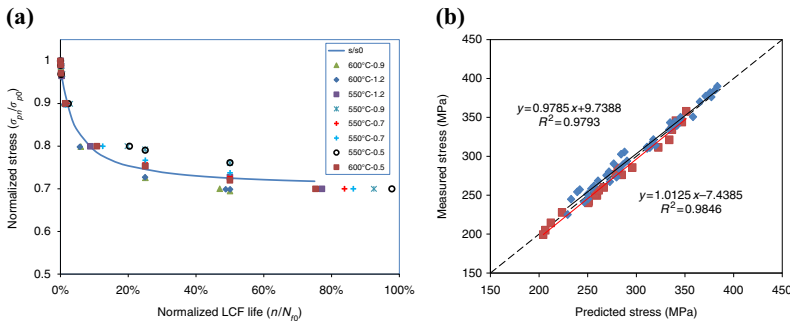 (a)
Normalized stress (σpn/σp0)
1
0.9
0.8
0.7
0.6
0.5
0%
20%
40%
60%
80%
100%
Normalized LCF life (n/Nf0)
s/s0
600°C-0.9
600°C-1.2
550°C-1.2
550°C-0.9
550°C-0.7
550°C-0.7
550°C-0.5
600°C-0.5
(b)
Measured stress (MPa)
450
400
350
300
250
200
150
y=0.9785 x+9.7388
R²=0.9793
y=1.0125x–7.4385
R²=0.9846
150
200
250
300
350
400
450
Predicted stress (MPa)